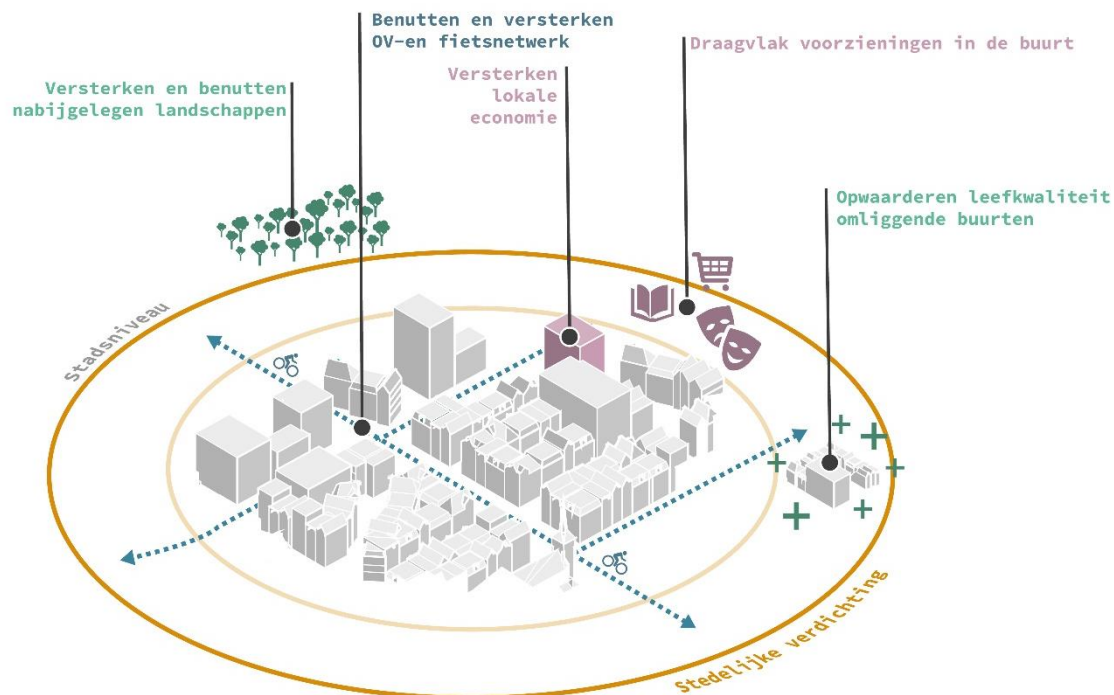 Benutten en versterken
OV-en fietsnetwerk
Draagvlak voorzieningen in de buurt
Versterken
lokale
economie
Versterken en benutten
nabijgelegen landschappen
Opwaarderen leefkwaliteit
omliggende buurten
Stadsniveau
Stedelijke verdichting